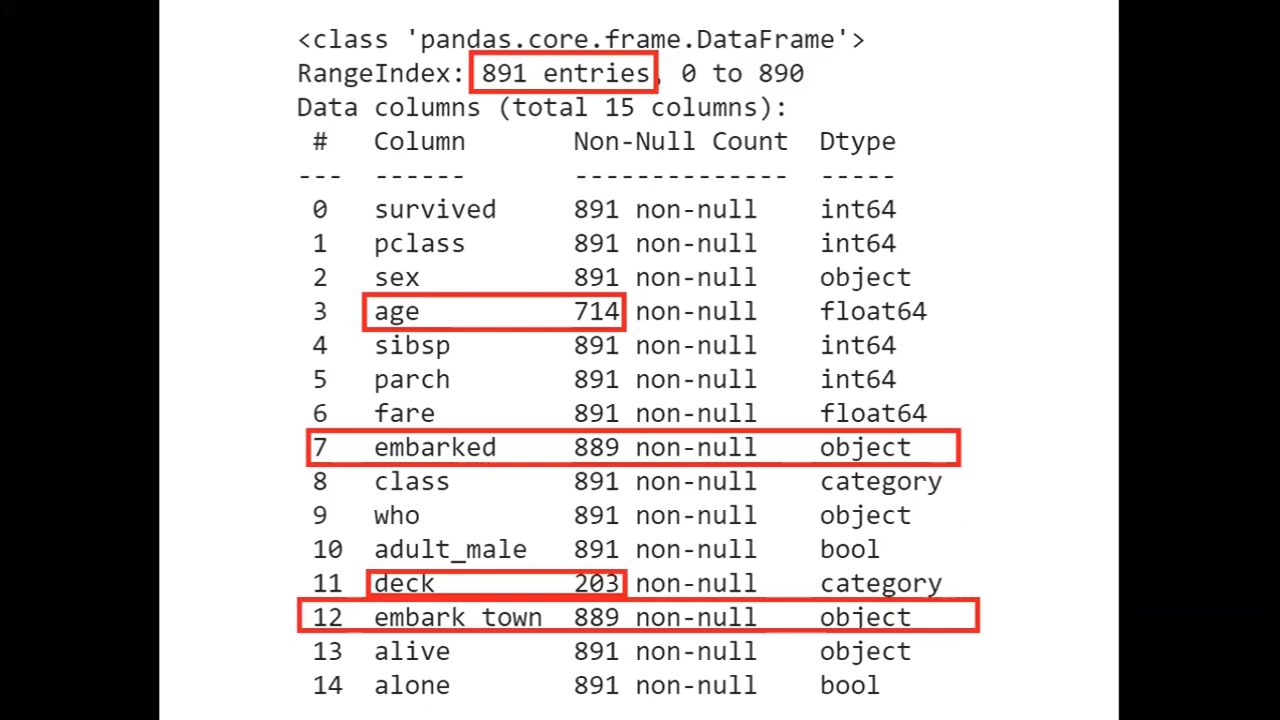 <class 'pandas.core.frame.DataFrame'>
RangeIndex: 891 entries, 0 to 890
Data columns (total 15 columns):
 #   Column       Non-Null Count  Dtype
---  ------       --------------  -----
 0   survived     891 non-null    int64
 1   pclass       891 non-null    int64
 2   sex          891 non-null    object
 3   age          714 non-null    float64
 4   sibsp        891 non-null    int64
 5   parch        891 non-null    int64
 6   fare         891 non-null    float64
 7   embarked     889 non-null    object
 8   class        891 non-null    category
 9   who          891 non-null    object
 10  adult_male   891 non-null    bool
 11  deck         203 non-null    category
 12  embark town  889 non-null    object
 13  alive        891 non-null    object
 14  alone        891 non-null    bool